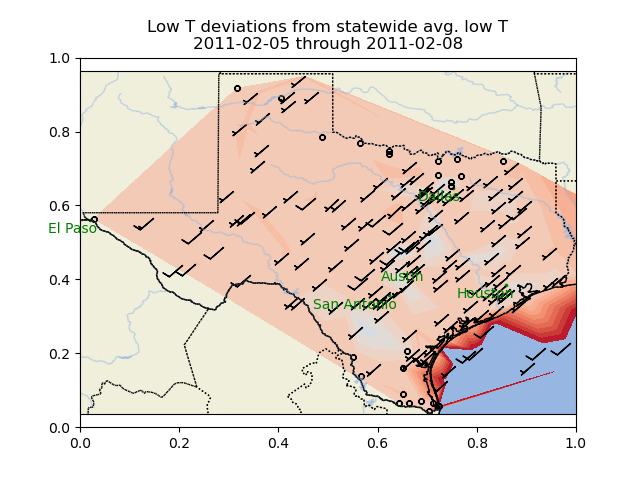 Low T deviations from statewide avg. low T
2011-02-05 through 2011-02-08
1.0
0.8
0.6
0.4
0.2
0.0
Dallas
El Paso
Austin
Houston
San Antonio
0.0 0.2 0.4 0.6 0.8 1.0